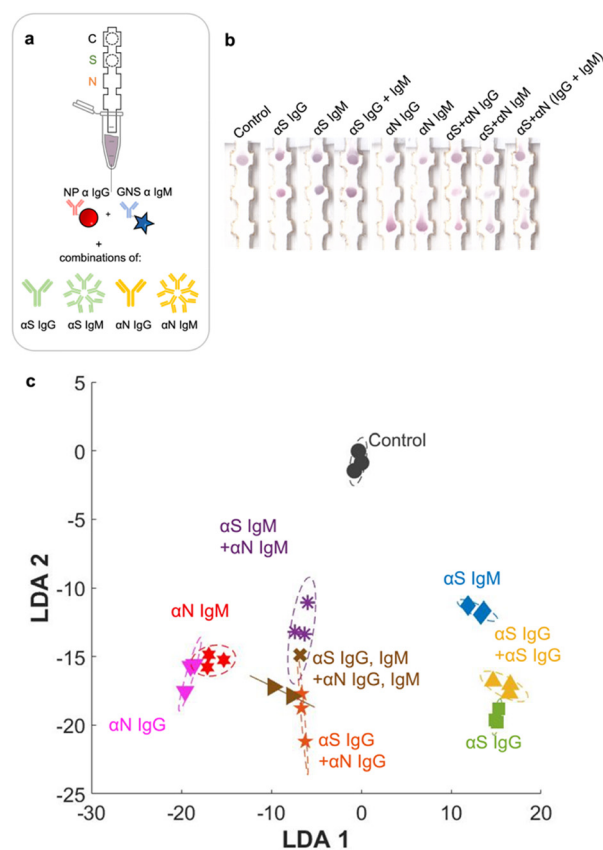 a
C
S
N
NP α IgG GNS α IgM
+
+
combinations of:
αS IgG αS IgM αN IgG αN IgM
b
Control
αS IgG
αS IgM
αS IgG + IgM
αN IgG
αN IgM
αS+αN IgG
αS+αN IgM
αS+αN (IgG + IgM)
c
5
0
-5
-10
-15
-20
-25
LDA 2
Control
αS IgM
+αN IgM
αS IgM
αN IgM
αS IgG
+αS IgG
αS IgG, IgM
+αN IgG, IgM
αN IgG
αS IgG
αS IgG
+αN IgG
-30 -20 -10 0 10 20
LDA 1